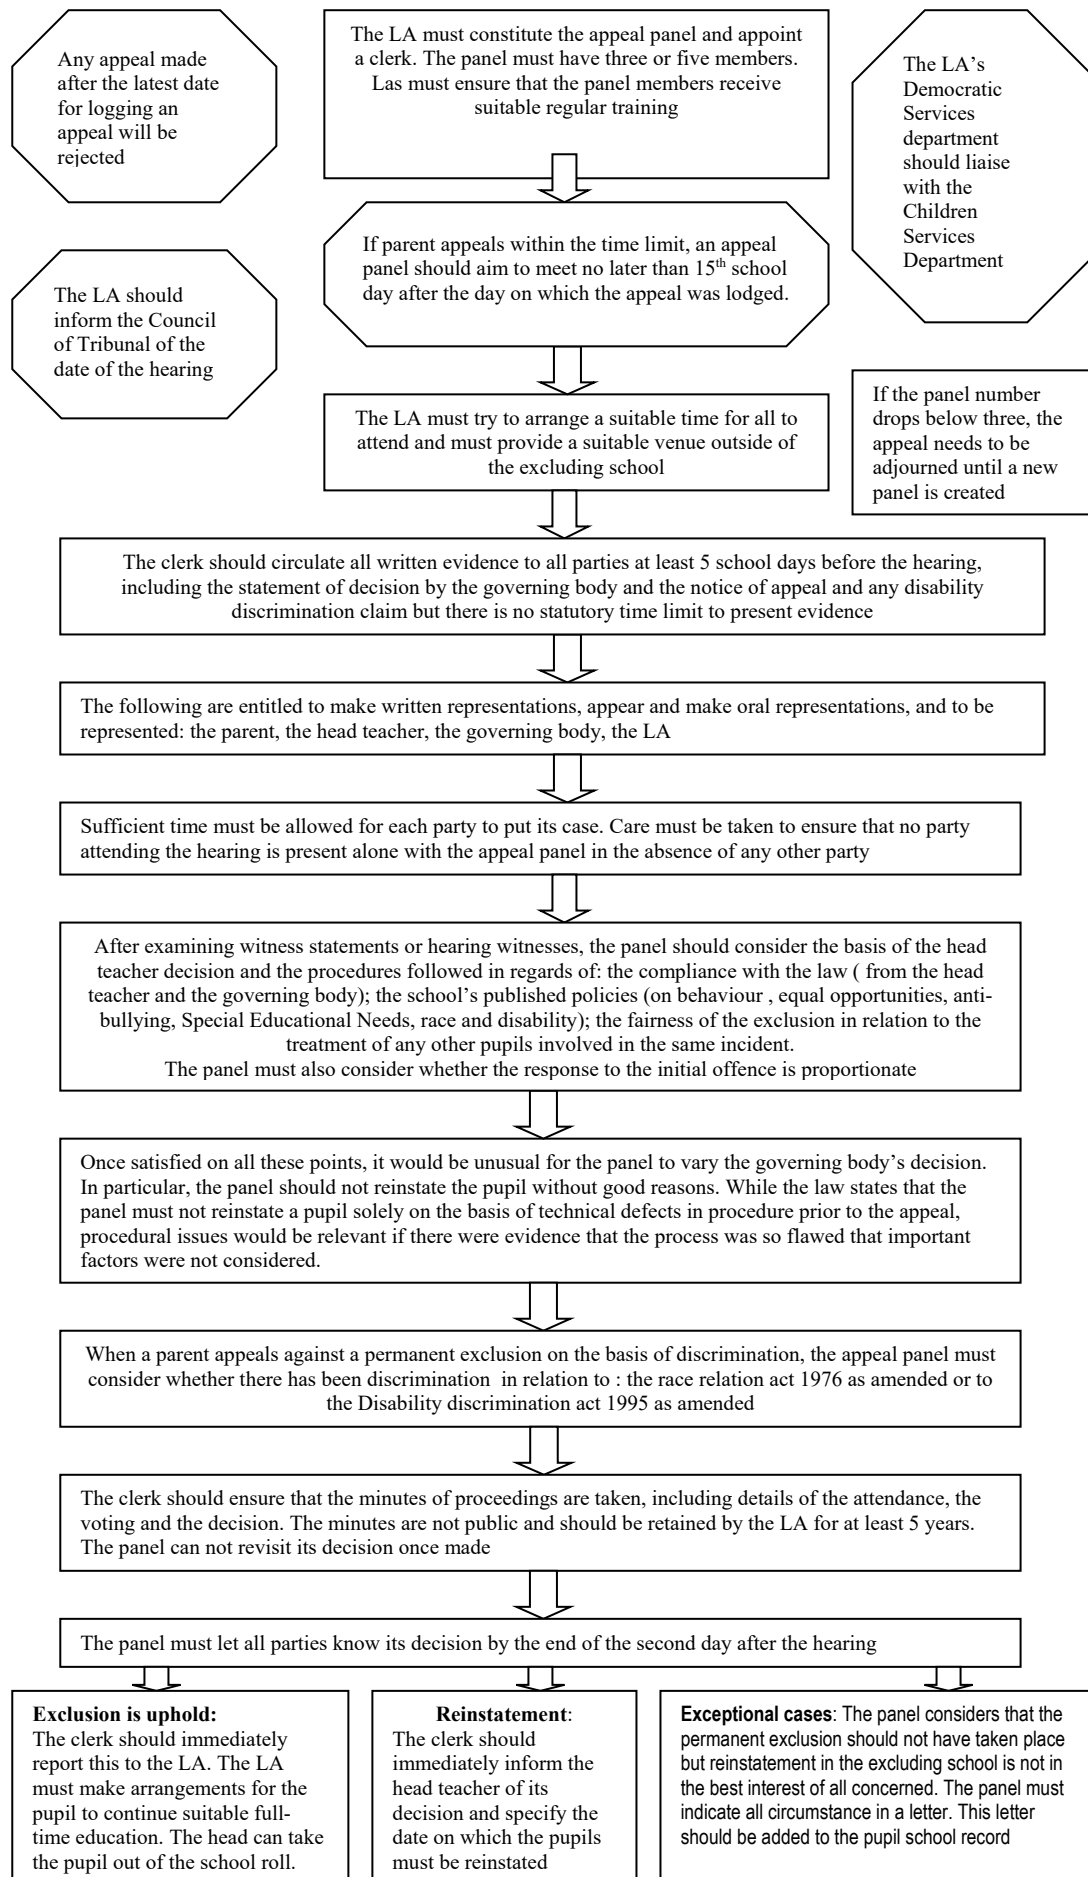 Any appeal made
after the latest date
for logging an
appeal will be
rejected
The LA must constitute the appeal panel and appoint
a clerk. The panel must have three or five members.
Las must ensure that the panel members receive
suitable regular training
The LA's
Democratic
Services
department
should liaise
with the
Children
Services
Department
If parent appeals within the time limit, an appeal
panel should aim to meet no later than 15th school
day after the day on which the appeal was lodged.
The LA should
inform the Council
of Tribunal of the
date of the hearing
The LA must try to arrange a suitable time for all to
attend and must provide a suitable venue outside of
the excluding school
If the panel number
drops below three, the
appeal needs to be
adjourned until a new
panel is created
The clerk should circulate all written evidence to all parties at least 5 school days before the hearing,
including the statement of decision by the governing body and the notice of appeal and any disability
discrimination claim but there is no statutory time limit to present evidence
The following are entitled to make written representations, appear and make oral representations, and to be
represented: the parent, the head teacher, the governing body, the LA
Sufficient time must be allowed for each party to put its case. Care must be taken to ensure that no party
attending the hearing is present alone with the appeal panel in the absence of any other party
After examining witness statements or hearing witnesses, the panel should consider the basis of the head
teacher decision and the procedures followed in regards of: the compliance with the law ( from the head
teacher and the governing body); the school's published policies (on behaviour , equal opportunities, anti-
bullying, Special Educational Needs, race and disability); the fairness of the exclusion in relation to the
treatment of any other pupils involved in the same incident.
The panel must also consider whether the response to the initial offence is proportionate
Once satisfied on all these points, it would be unusual for the panel to vary the governing body's decision.
In particular, the panel should not reinstate the pupil without good reasons. While the law states that the
panel must not reinstate a pupil solely on the basis of technical defects in procedure prior to the appeal,
procedural issues would be relevant if there were evidence that the process was so flawed that important
factors were not considered.
When a parent appeals against a permanent exclusion on the basis of discrimination, the appeal panel must
consider whether there has been discrimination in relation to : the race relation act 1976 as amended or to
the Disability discrimination act 1995 as amended
The clerk should ensure that the minutes of proceedings are taken, including details of the attendance, the
voting and the decision. The minutes are not public and should be retained by the LA for at least 5 years.
The panel can not revisit its decision once made
The panel must let all parties know its decision by the end of the second day after the hearing
Exclusion is uphold:
The clerk should immediately
report this to the LA. The LA
must make arrangements for the
pupil to continue suitable full-
time education. The head can take
the pupil out of the school roll.
Reinstatement:
The clerk should
immediately inform the
head teacher of its
decision and specify the
date on which the pupils
must be reinstated
Exceptional cases: The panel considers that the
permanent exclusion should not have taken place
but reinstatement in the excluding school is not in
the best interest of all concerned. The panel must
indicate all circumstance in a letter. This letter
should be added to the pupil school record